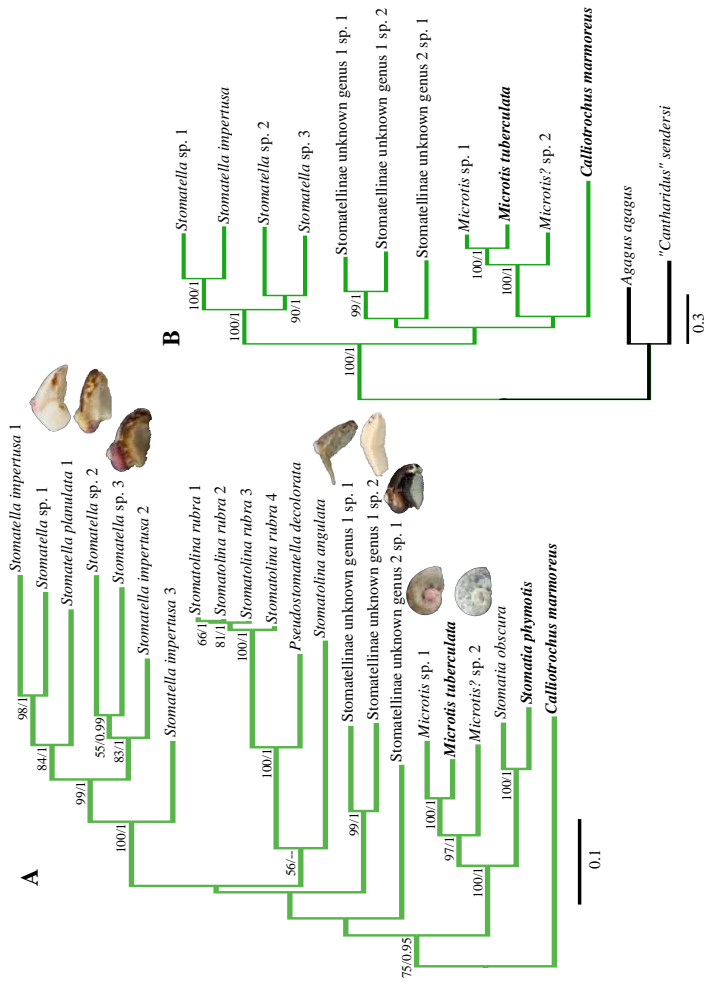 A
Stomatella impertusa 1
Stomatella sp. 1
Stomatella planulata 1
Stomatella sp. 2
Stomatella sp. 3
Stomatella impertusa 2
Stomatella impertusa 3
Stomatolina rubra 1
Stomatolina rubra 2
Stomatolina rubra 3
Stomatolina rubra 4
Pseudostomatella decolorata
Stomatolina angulata
Stomatellinae unknown genus 1 sp. 1
Stomatellinae unknown genus 1 sp. 2
Stomatellinae unknown genus 2 sp. 1
Microtis sp. 1
Microtis tuberculata
Microtis? sp. 2
Stomatia obscura
Stomatia phymotis
Calliotrochus marmoreus
98/1
84/1
99/1
55/0.99
83/1
100/1
66/1
81/1
100/1
100/1
56/--
99/1
100/1
97/1
100/1
100/1
75/0.95
0.1
B
Stomatella sp. 1
Stomatella impertusa
Stomatella sp. 2
Stomatella sp. 3
Stomatellinae unknown genus 1 sp. 1
Stomatellinae unknown genus 1 sp. 2
Stomatellinae unknown genus 2 sp. 1
Microtis sp. 1
Microtis tuberculata
Microtis? sp. 2
Calliotrochus marmoreus
Agagus agagus
"Cantharidus" sendersi
100/1
100/1
90/1
99/1
100/1
100/1
100/1
0.3